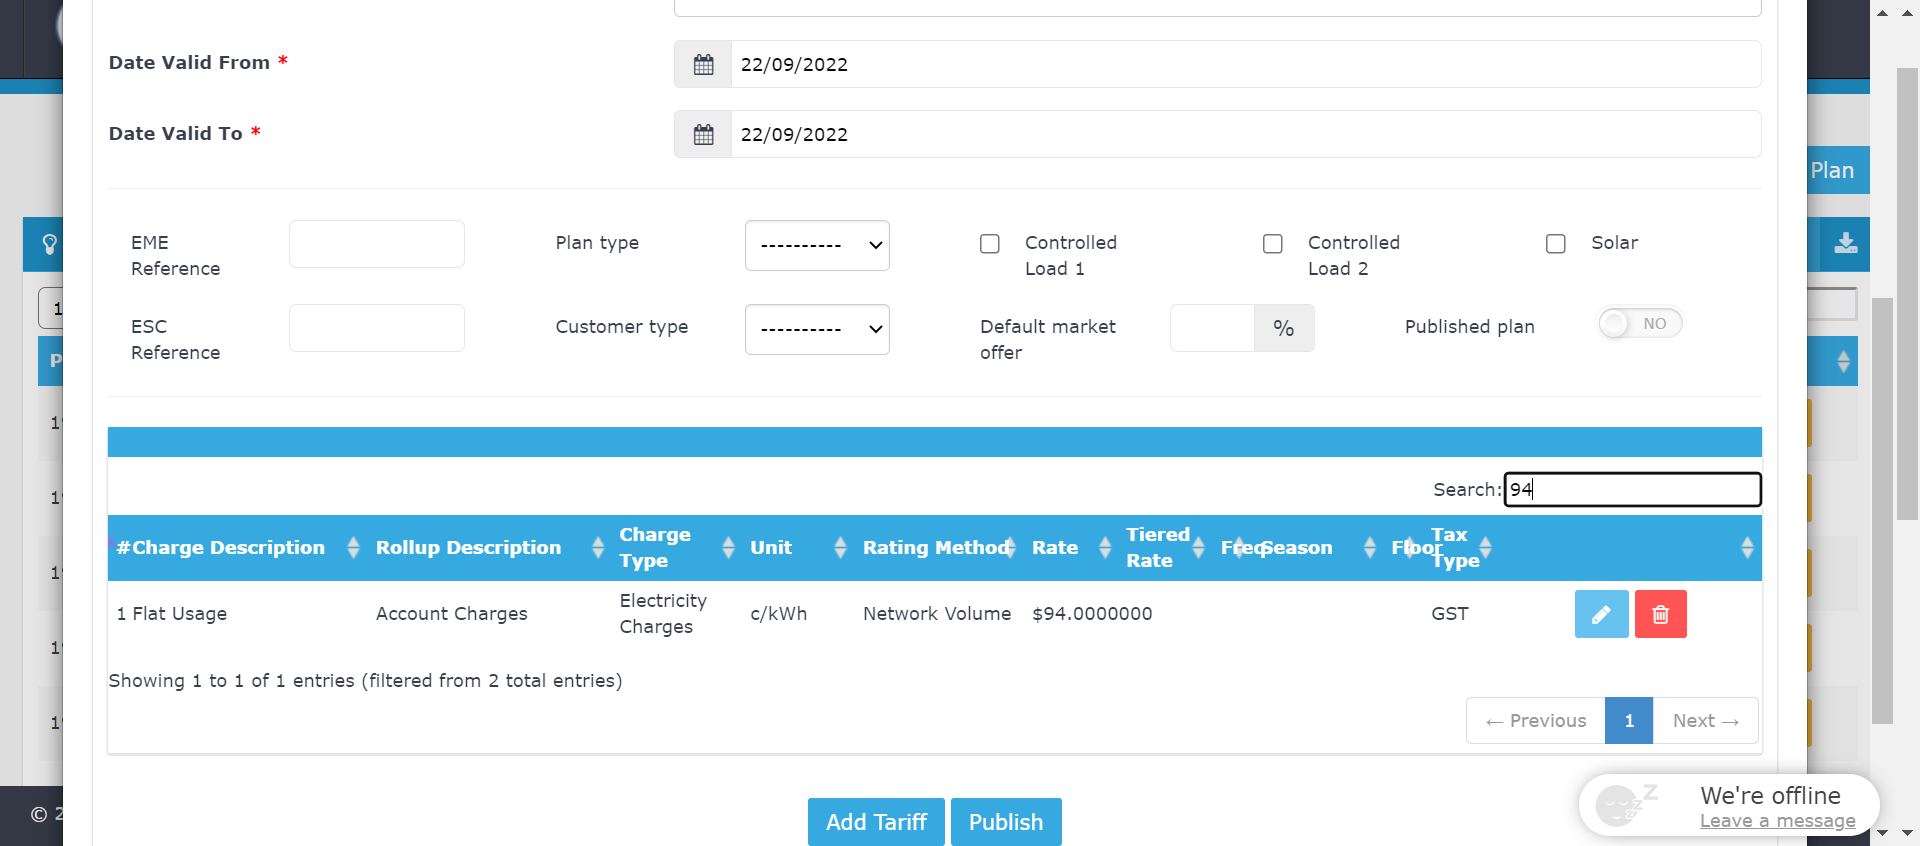 Date Valid From *
22/09/2022
Date Valid To *
22/09/2022
Plan
EME
Reference
Plan type
----------
Controlled
Load 1
Controlled
Load 2
Solar
ESC
Reference
Customer type
----------
Default market
offer
%
Published plan
NO
Search: 94
#Charge Description
Rollup Description
Charge
Type
Unit
Rating Method
Rate
Tiered
Rate
Freq
Season
Floor
Tax
Type
1 Flat Usage
Account Charges
Electricity
Charges
c/kWh
Network Volume
$94.0000000
GST
Showing 1 to 1 of 1 entries (filtered from 2 total entries)
← Previous
1
Next →
Add Tariff
Publish
We're offline
Leave a message